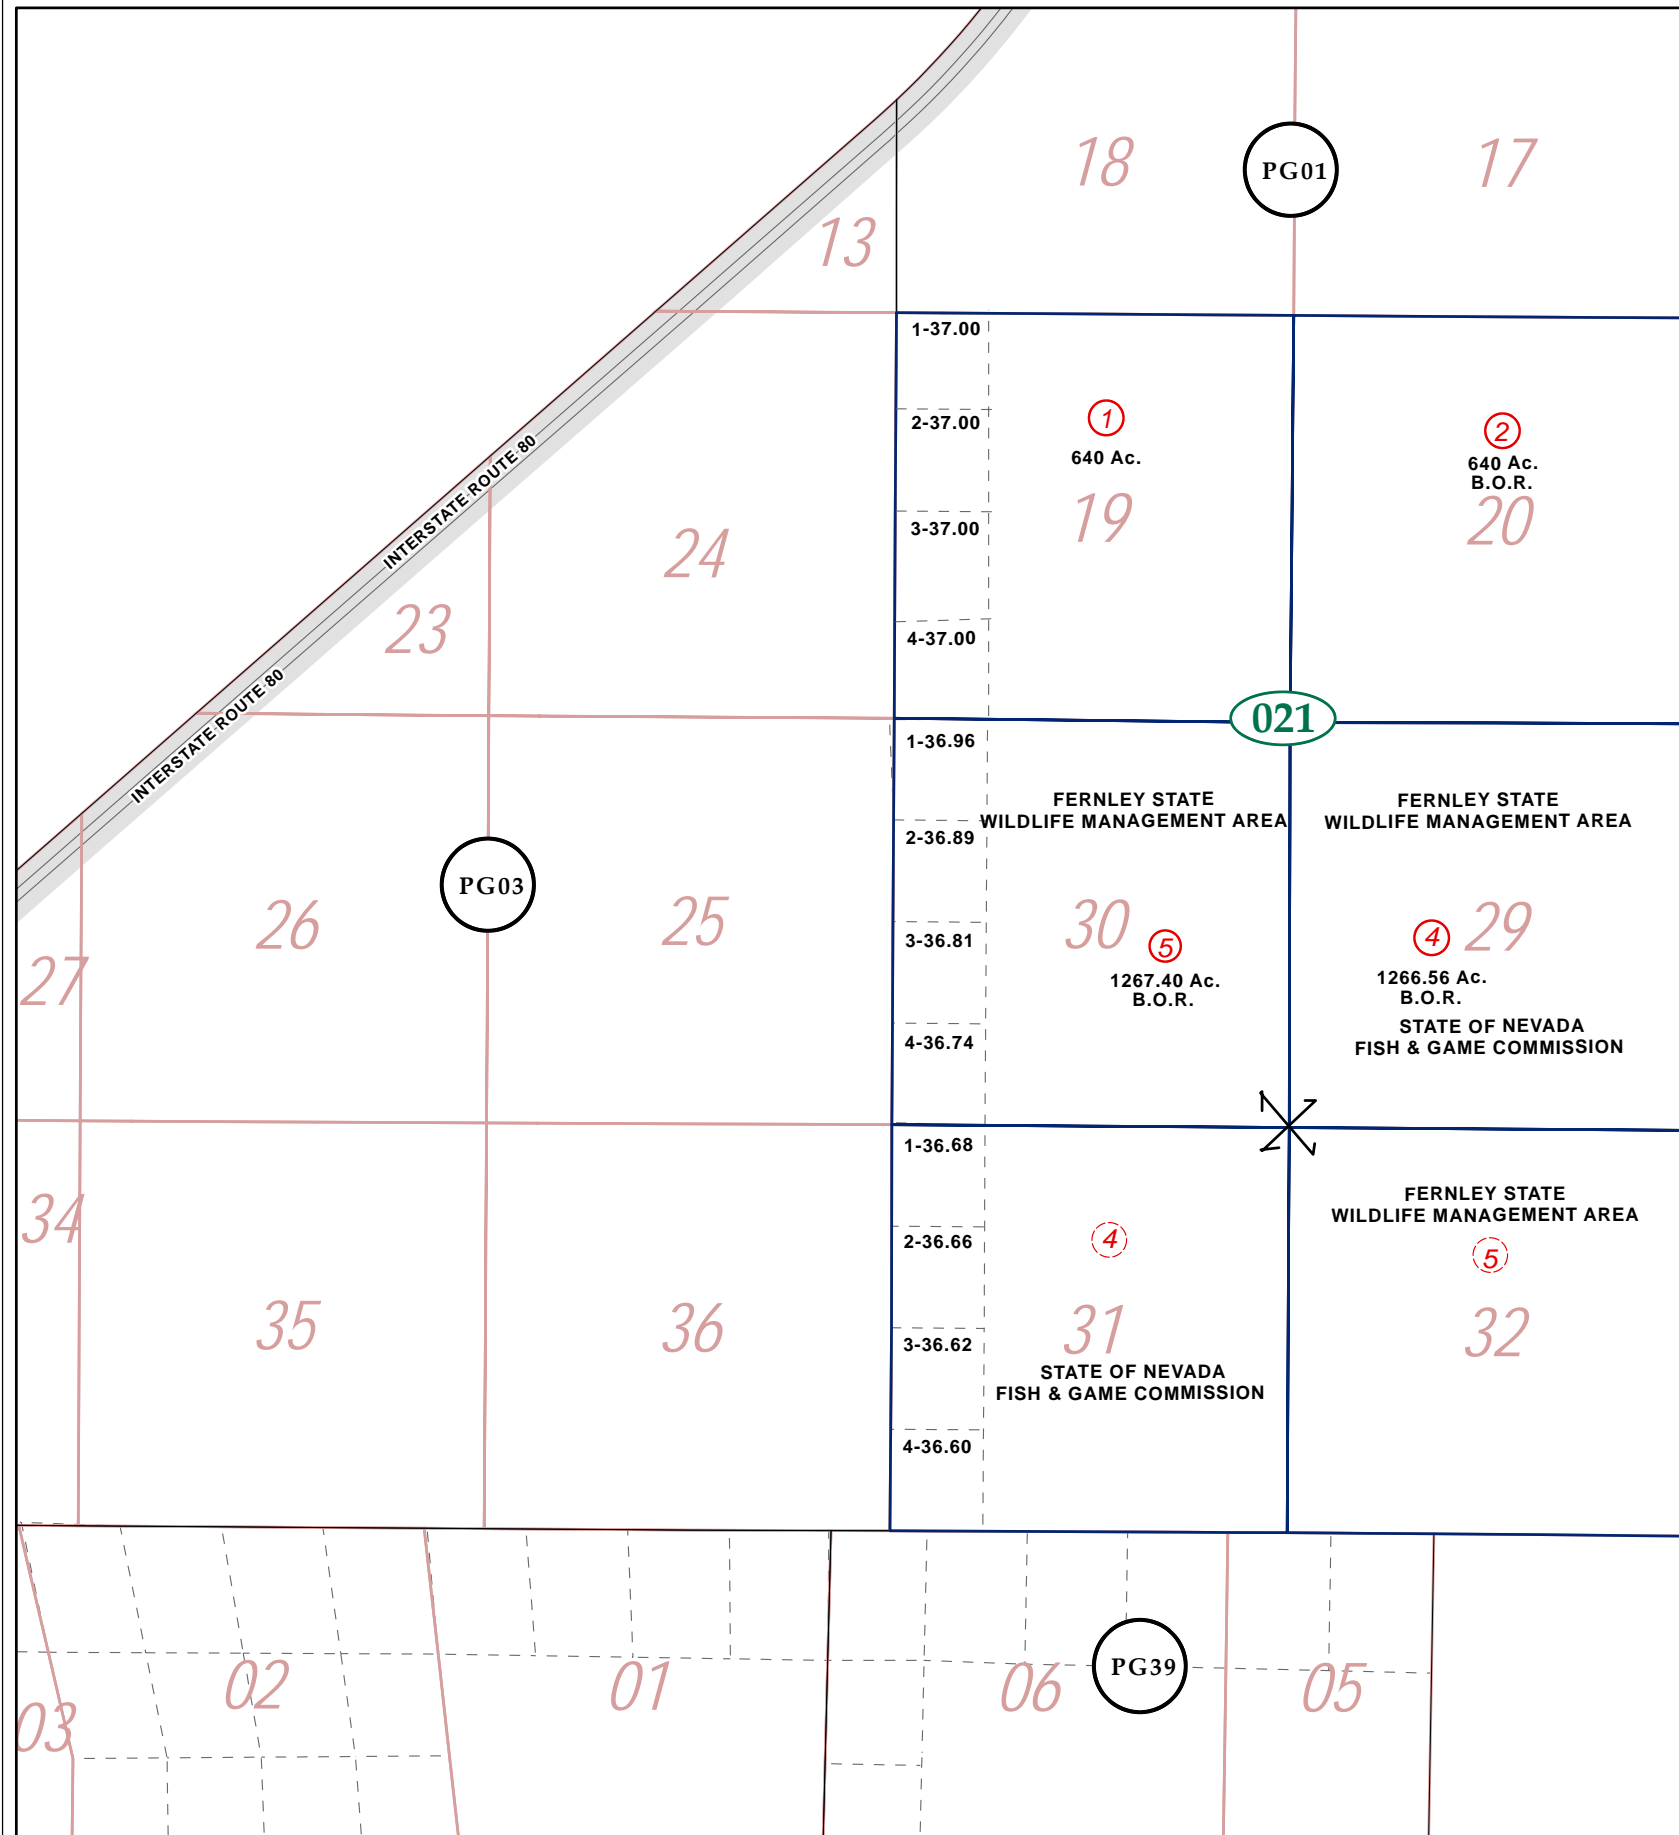 18
PG01
17
13
INTERSTATE ROUTE 80
INTERSTATE ROUTE 80
1-37.00
2-37.00
3-37.00
4-37.00
1
640 Ac.
19
2
640 Ac.
B.O.R.
20
24
23
021
1-36.96
2-36.89
3-36.81
4-36.74
FERNLEY STATE
WILDLIFE MANAGEMENT AREA
30
5
1267.40 Ac.
B.O.R.
FERNLEY STATE
WILDLIFE MANAGEMENT AREA
4
29
1266.56 Ac.
B.O.R.
STATE OF NEVADA
FISH & GAME COMMISSION
PG03
26
25
27
1-36.68
2-36.66
3-36.62
4-36.60
4
31
STATE OF NEVADA
FISH & GAME COMMISSION
FERNLEY STATE
WILDLIFE MANAGEMENT AREA
5
32
34
35
36
03
02
01
06
PG39
05